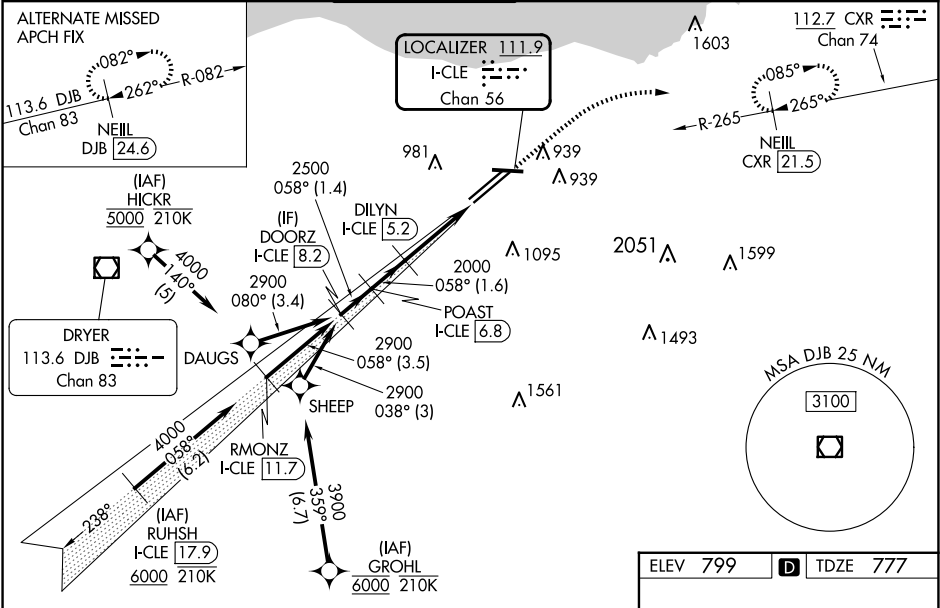 ALTERNATE MISSED
APCH FIX
082°
262°
R-082
113.6 DJB
Chan 83
NEIIL
DJB 24.6
LOCALIZER 111.9
I-CLE
Chan 56
1603
112.7 CXR
Chan 74
085°
265°
R-265
NEIIL
CXR 21.5
981
939
939
2500
058° (1.4)
(IAF)
HICKR
5000 210K
(IF)
DOORZ
I-CLE 8.2
DILYN
I-CLE 5.2
4000
140°
(5)
2900
080° (3.4)
1095
2051
1599
2000
058° (1.6)
POAST
I-CLE 6.8
DRYER
113.6 DJB
Chan 83
DAUGS
2900
058° (3.5)
1493
2900
038° (3)
SHEEP
1561
MSA DJB 25 NM
3100
4000
058°
(6.2)
RMONZ
I-CLE 11.7
3900
359°
(6.7)
238°
(IAF)
RUHSH
I-CLE 17.9
6000 210K
(IAF)
GROHL
6000 210K
ELEV 799 D TDZE 777